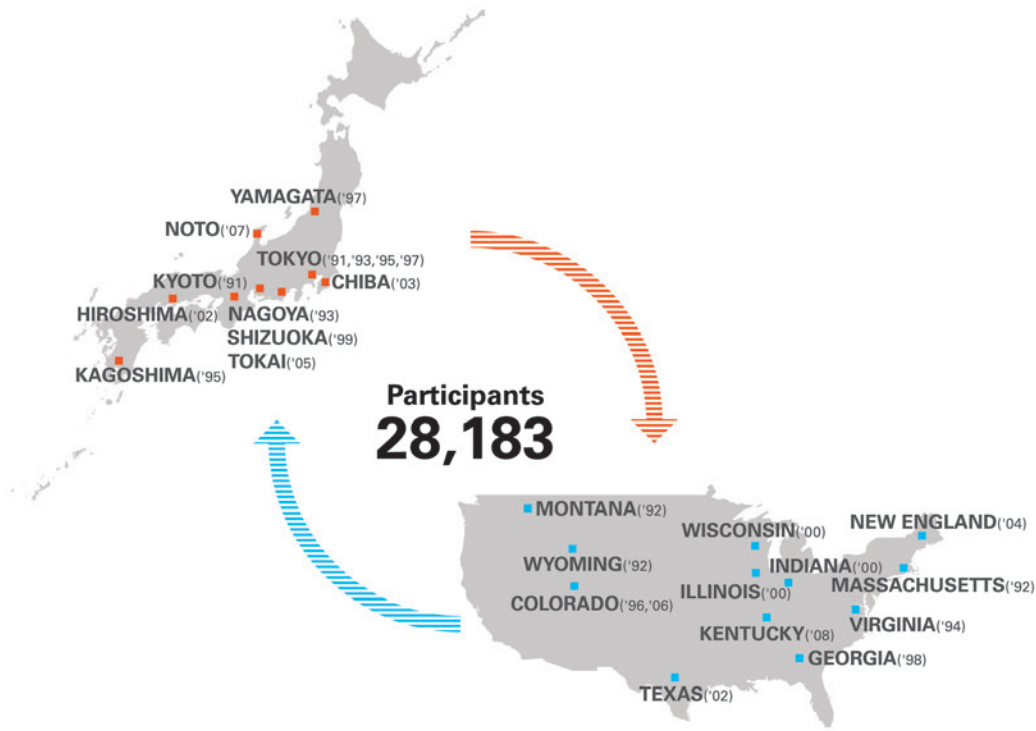 YAMAGATA('97)
NOTO('07)
TOKYO('91,'93,'95,'97)
KYOTO('91)
CHIBA('03)
HIROSHIMA('02)
NAGOYA('93)
SHIZUOKA('99)
TOKAI('05)
KAGOSHIMA('95)
Participants
28,183
MONTANA('92)
WISCONSIN('00)
NEW ENGLAND('04)
WYOMING('92)
INDIANA('00)
COLORADO('96,'06)
ILLINOIS('00)
MASSACHUSETTS('92)
KENTUCKY('08)
VIRGINIA('94)
GEORGIA('98)
TEXAS('02)